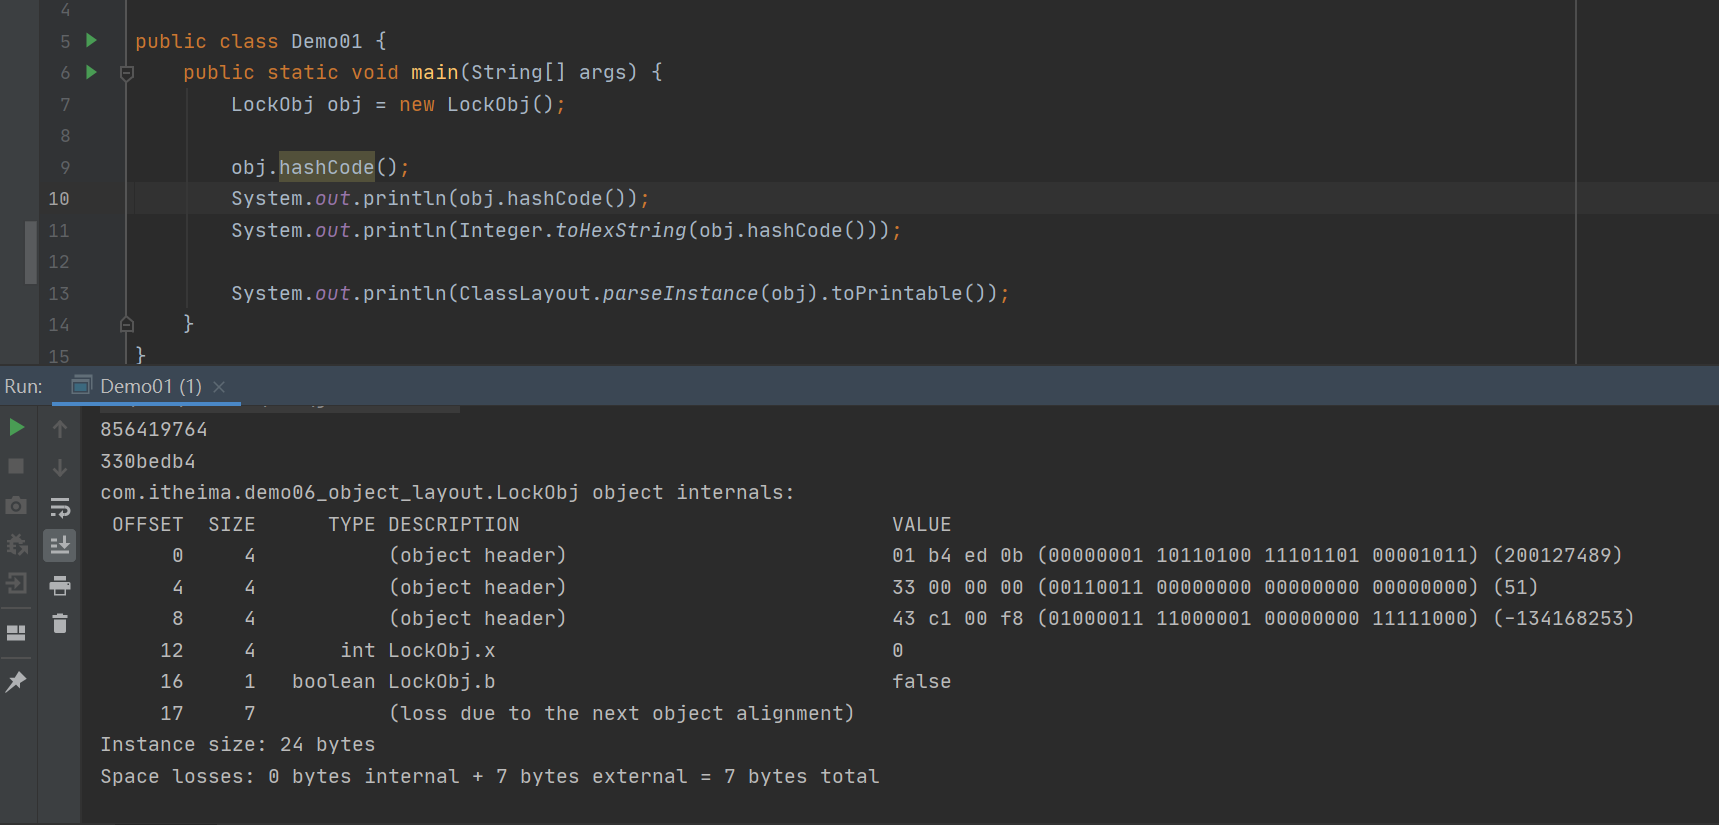 4
5 public class Demo01 {
6 public static void main(String[] args) {
7 LockObj obj = new LockObj();
8
9 obj.hashCode();
10 System.out.println(obj.hashCode());
11 System.out.println(Integer.toHexString(obj.hashCode()));
12
13 System.out.println(ClassLayout.parseInstance(obj).toPrintable());
14 }
15 }
Run: Demo01 (1) ×
856419764
330bedb4
com.itheima.demo06_object_layout.LockObj object internals:
OFFSET SIZE TYPE DESCRIPTION VALUE
0 4 (object header) 01 b4 ed 0b (00000001 10110100 11101101 00001011) (200127489)
4 4 (object header) 33 00 00 00 (00110011 00000000 00000000 00000000) (51)
8 4 (object header) 43 c1 00 f8 (01000011 11000001 00000000 11111000) (-134168253)
12 4 int LockObj.x 0
16 1 boolean LockObj.b false
17 7 (loss due to the next object alignment)
Instance size: 24 bytes
Space losses: 0 bytes internal + 7 bytes external = 7 bytes total